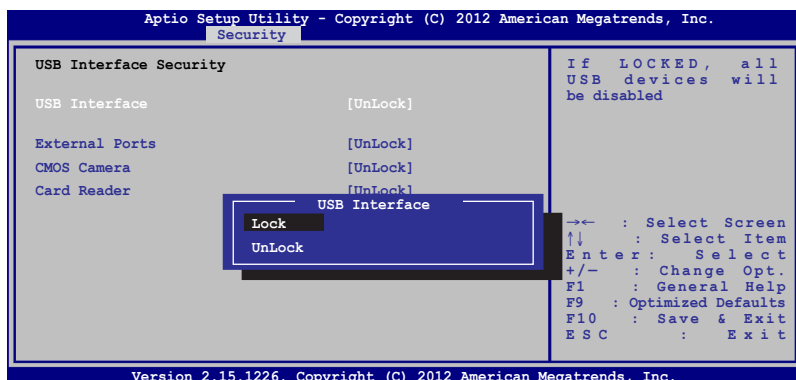 Aptio Setup Utility - Copyright (C) 2012 American Megatrends, Inc.
Security
USB Interface Security
USB Interface [UnLock]
External Ports [UnLock]
CMOS Camera [UnLock]
Card Reader [UnLock]
USB Interface
Lock
UnLock
If LOCKED, all
USB devices will
be disabled
→← : Select Screen
↑↓ : Select Item
Enter: Select
+/— : Change Opt.
F1 : General Help
F9 : Optimized Defaults
F10 : Save & Exit
ESC : Exit
Version 2.15.1226. Copyright (C) 2012 American Megatrends, Inc.